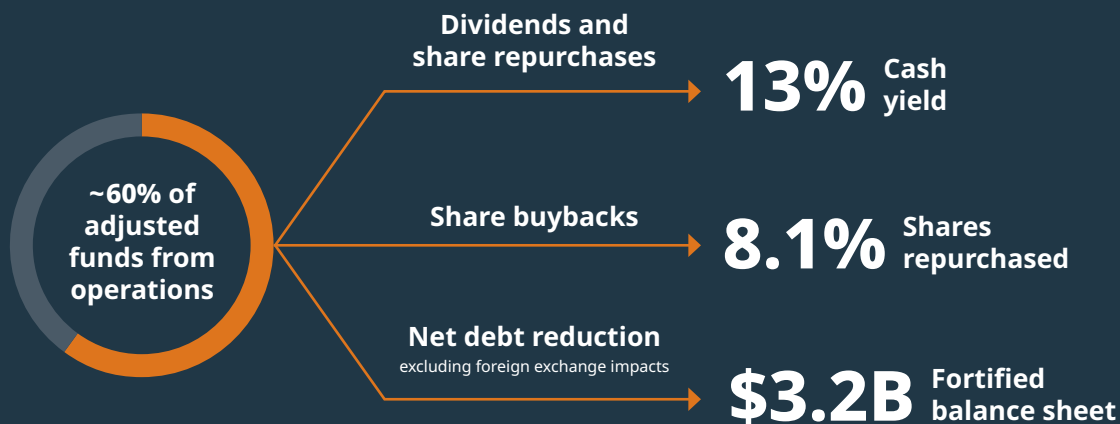 ~60% of
adjusted
funds from
operations
Dividends and
share repurchases
13%
Cash
yield
Share buybacks
8.1%
Shares
repurchased
Net debt reduction
excluding foreign exchange impacts
$3.2B
Fortified
balance sheet